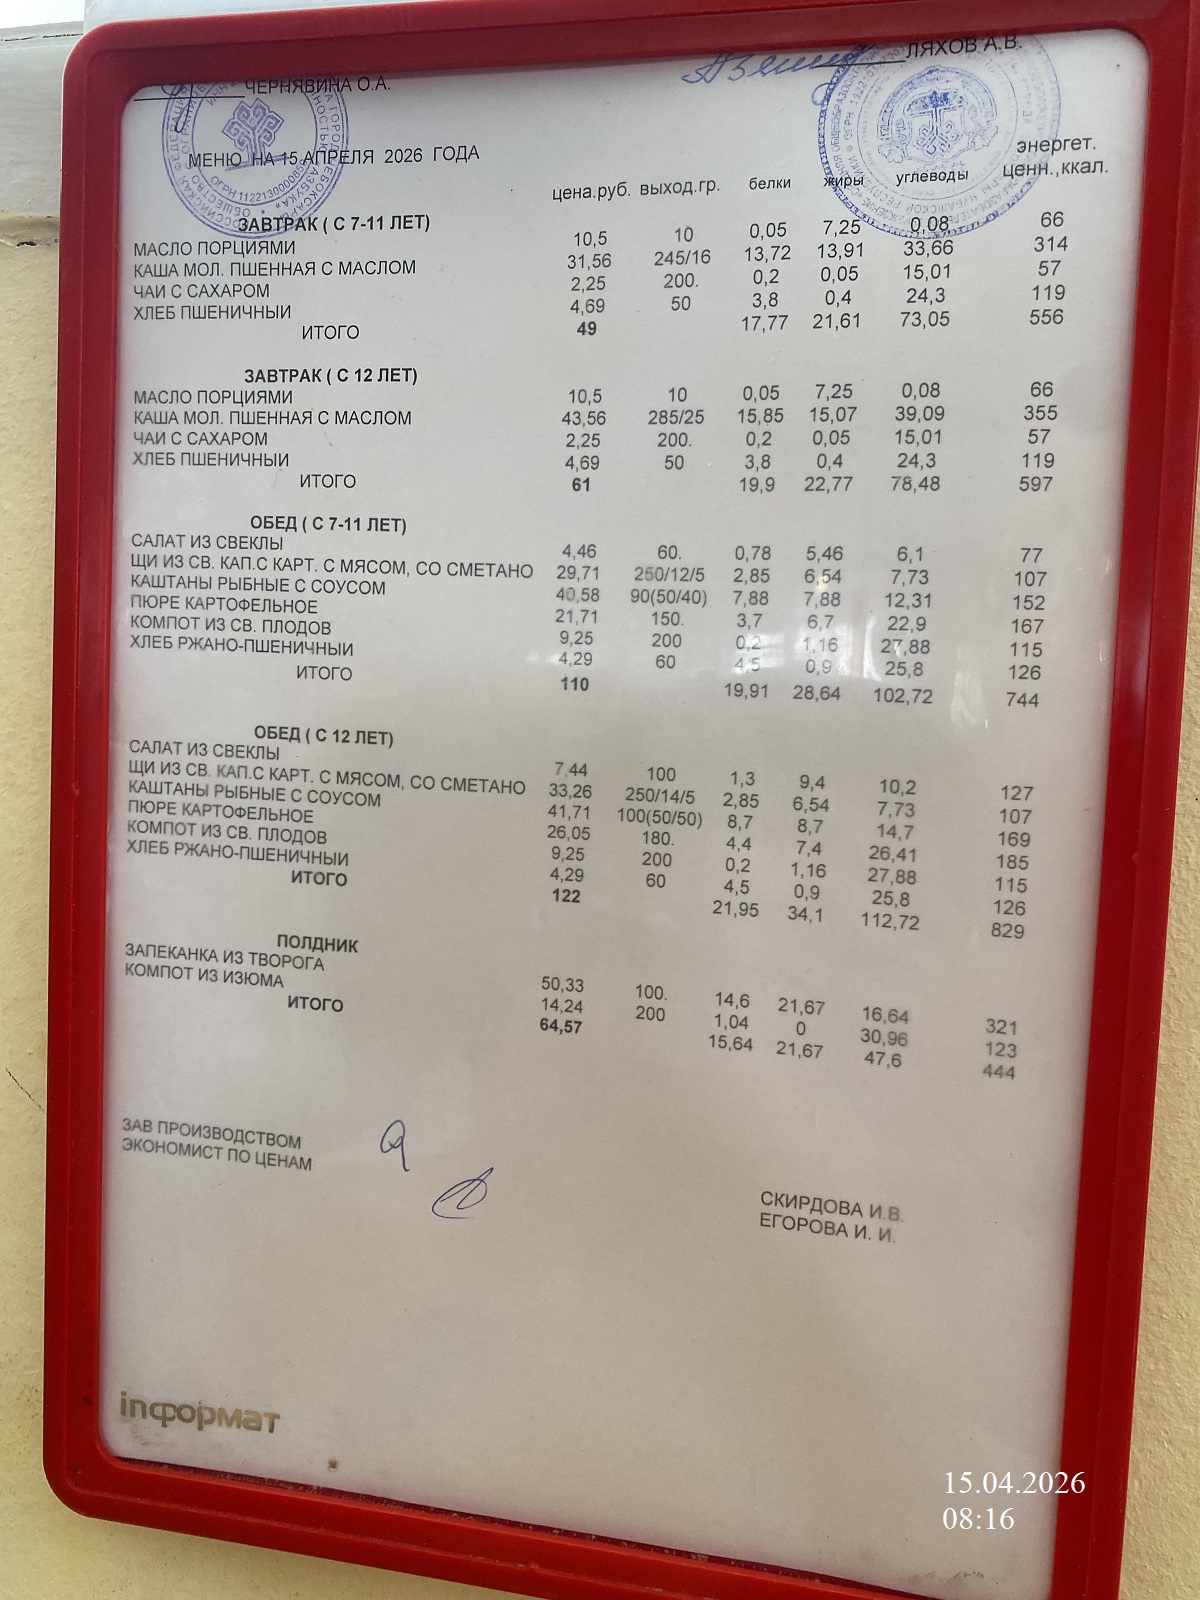 ЧЕРНЯВИНА О.А.
ЛЯХОВ А.В.
МЕНЮ НА 15 АПРЕЛЯ 2026 ГОДА
цена.руб. выход.гр. белки жиры углеводы энергет. ценн.,ккал.
ЗАВТРАК ( С 7-11 ЛЕТ)
МАСЛО ПОРЦИЯМИ 10,5 10 0,05 7,25 0,08 66
КАША МОЛ. ПШЕННАЯ С МАСЛОМ 31,56 245/16 13,72 13,91 33,66 314
ЧАИ С САХАРОМ 2,25 200. 0,2 0,05 15,01 57
ХЛЕБ ПШЕНИЧНЫИ 4,69 50 3,8 0,4 24,3 119
ИТОГО 49 17,77 21,61 73,05 556
ЗАВТРАК ( С 12 ЛЕТ)
МАСЛО ПОРЦИЯМИ 10,5 10 0,05 7,25 0,08 66
КАША МОЛ. ПШЕННАЯ С МАСЛОМ 43,56 285/25 15,85 15,07 39,09 355
ЧАИ С САХАРОМ 2,25 200. 0,2 0,05 15,01 57
ХЛЕБ ПШЕНИЧНЫИ 4,69 50 3,8 0,4 24,3 119
ИТОГО 61 19,9 22,77 78,48 597
ОБЕД ( С 7-11 ЛЕТ)
САЛАТ ИЗ СВЕКЛЫ 4,46 60. 0,78 5,46 6,1 77
ЩИ ИЗ СВ. КАП.С КАРТ. С МЯСОМ, СО СМЕТАНО 29,71 250/12/5 2,85 6,54 7,73 107
КАШТАНЫ РЫБНЫЕ С СОУСОМ 40,58 90(50/40) 7,88 7,88 12,31 152
ПЮРЕ КАРТОФЕЛЬНОЕ 21,71 150. 3,7 6,7 22,9 167
КОМПОТ ИЗ СВ. ПЛОДОВ 9,25 200 0,2 1,16 27,88 115
ХЛЕБ РЖАНО-ПШЕНИЧНЫЙ 4,29 60 4,5 0,9 25,8 126
ИТОГО 110 19,91 28,64 102,72 744
ОБЕД ( С 12 ЛЕТ)
САЛАТ ИЗ СВЕКЛЫ 7,44 100 1,3 9,4 10,2 127
ЩИ ИЗ СВ. КАП.С КАРТ. С МЯСОМ, СО СМЕТАНО 33,26 250/14/5 2,85 6,54 7,73 107
КАШТАНЫ РЫБНЫЕ С СОУСОМ 41,71 100(50/50) 8,7 8,7 14,7 169
ПЮРЕ КАРТОФЕЛЬНОЕ 26,05 180. 4,4 7,4 26,41 185
КОМПОТ ИЗ СВ. ПЛОДОВ 9,25 200 0,2 1,16 27,88 115
ХЛЕБ РЖАНО-ПШЕНИЧНЫЙ 4,29 60 4,5 0,9 25,8 126
ИТОГО 122 21,95 34,1 112,72 829
ПОЛДНИК
ЗАПЕКАНКА ИЗ ТВОРОГА 50,33 100. 14,6 21,67 16,64 321
КОМПОТ ИЗ ИЗЮМА 14,24 200 1,04 0 30,96 123
ИТОГО 64,57 15,64 21,67 47,6 444
ЗАВ ПРОИЗВОДСТВОМ СКИРДОВА И.В.
ЭКОНОМИСТ ПО ЦЕНАМ ЕГОРОВА И. И.
inформат
15.04.2026
08:16